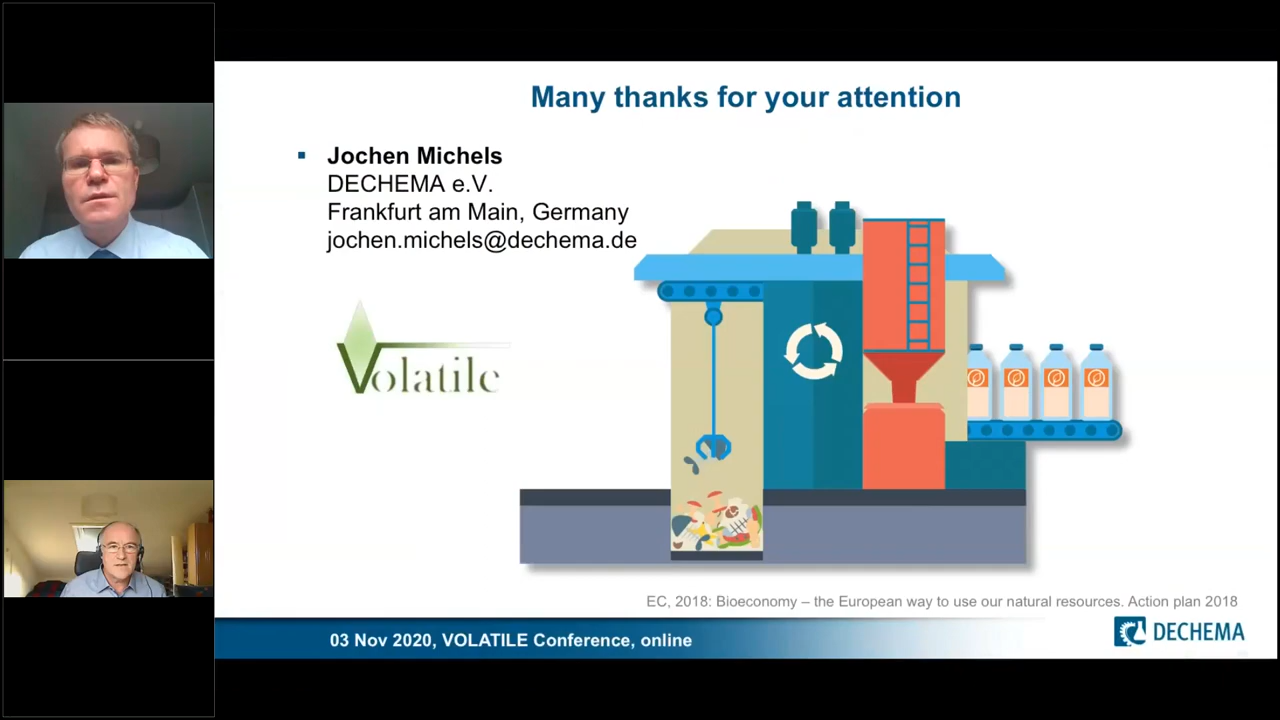 Many thanks for your attention
Jochen Michels
DECHEMA e.V.
Frankfurt am Main, Germany
jochen.michels@dechema.de
Volatile
EC, 2018: Bioeconomy – the European way to use our natural resources. Action plan 2018
03 Nov 2020, VOLATILE Conference, online
DECHEMA